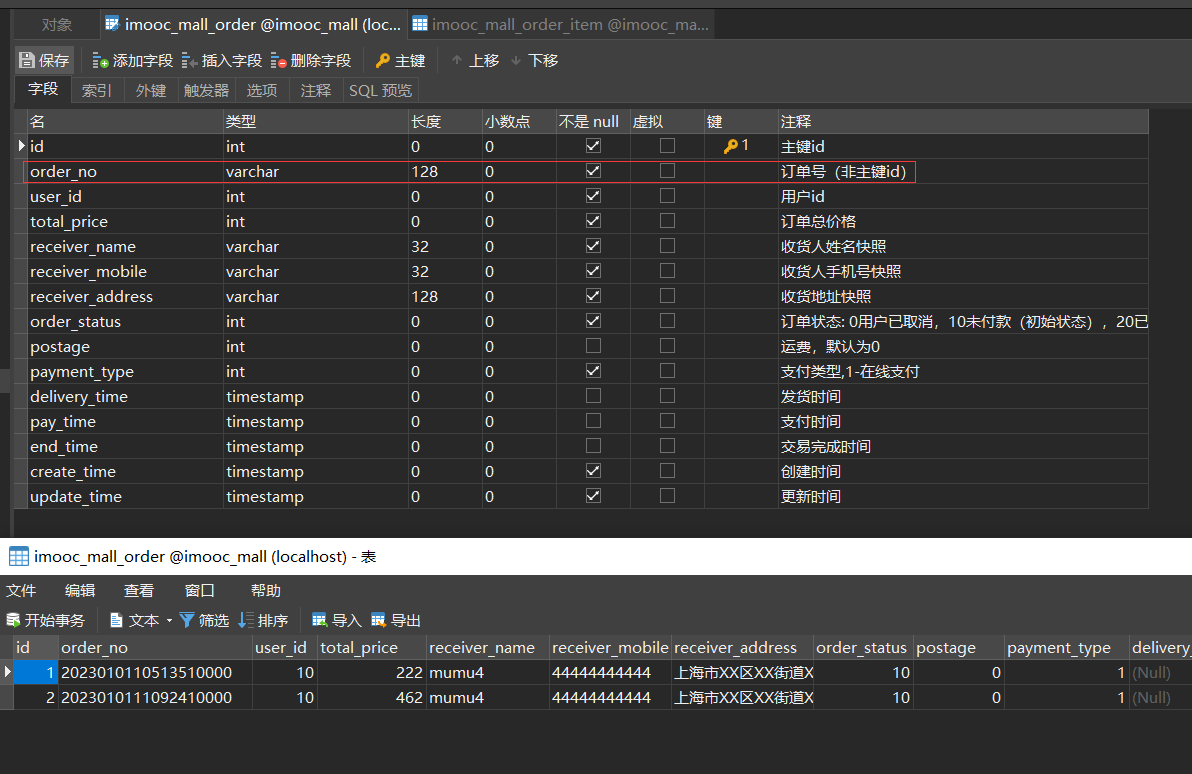 对象 imooc_mall_order @imooc_mall (loc... imooc_mall_order_item @imooc_ma...
保存 添加字段 插入字段 删除字段 主键 上移 下移
字段 索引 外键 触发器 选项 注释 SQL 预览
名 类型 长度 小数点 不是 null 虚拟 键 注释
id int 0 0 1 主键id
order_no varchar 128 0 订单号（非主键id）
user_id int 0 0 用户id
total_price int 0 0 订单总价格
receiver_name varchar 32 0 收货人姓名快照
receiver_mobile varchar 32 0 收货人手机号快照
receiver_address varchar 128 0 收货地址快照
order_status int 0 0 订单状态: 0用户已取消，10未付款（初始状态）, 20已
postage int 0 0 运费，默认为0
payment_type int 0 0 支付类型,1-在线支付
delivery_time timestamp 0 0 发货时间
pay_time timestamp 0 0 支付时间
end_time timestamp 0 0 交易完成时间
create_time timestamp 0 0 创建时间
update_time timestamp 0 0 更新时间
imooc_mall_order @imooc_mall (localhost) - 表
文件 编辑 查看 窗口 帮助
开始事务 文本 筛选 排序 导入 导出
id order_no user_id total_price receiver_name receiver_mobile receiver_address order_status postage payment_type delivery_
1 2023010110513510000 10 222 mumu4 44444444444 上海市XX区XX街道X 10 0 1 (Null)
2 2023010111092410000 10 462 mumu4 44444444444 上海市XX区XX街道X 10 0 1 (Null)